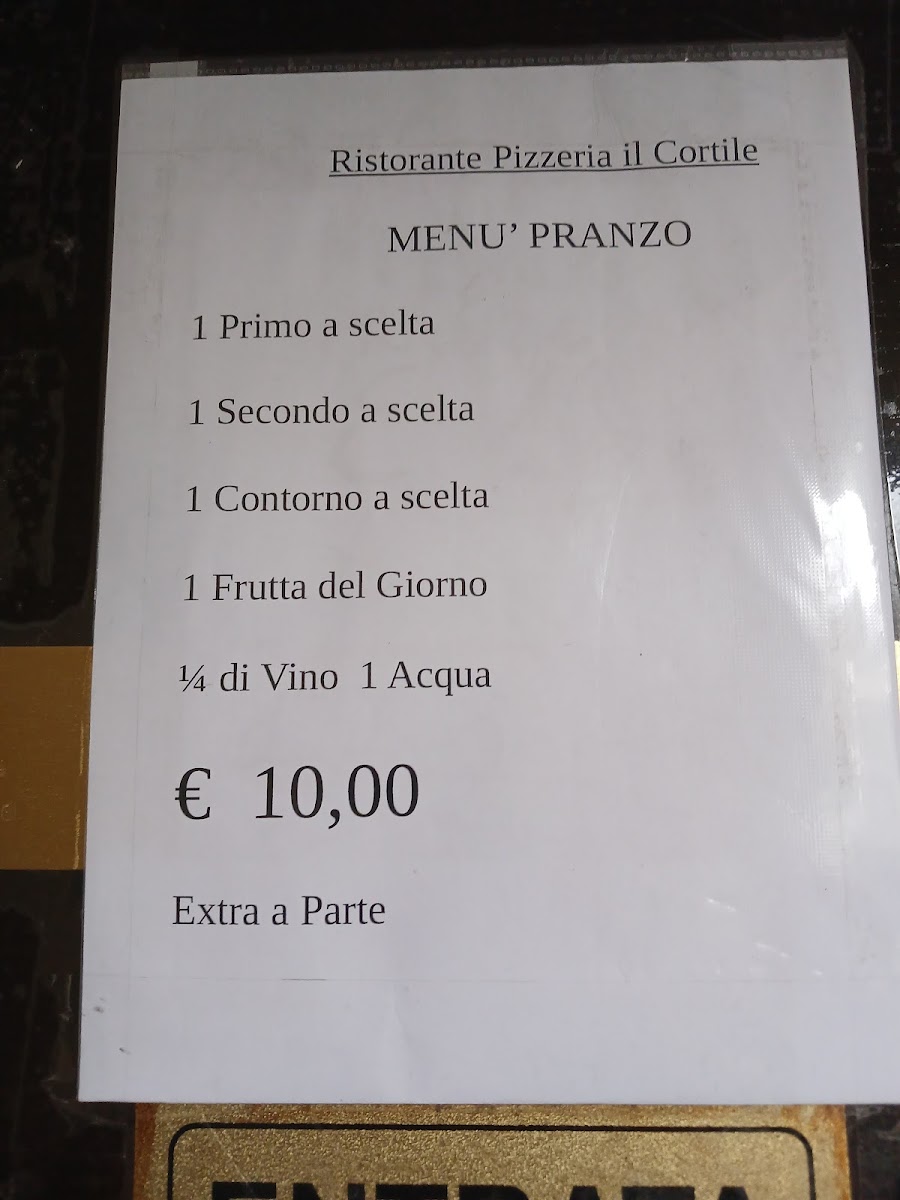 Ristorante Pizzeria il Cortile
MENU’ PRANZO
1 Primo a scelta
1 Secondo a scelta
1 Contorno a scelta
1 Frutta del Giorno
¼ di Vino 1 Acqua
€ 10,00
Extra a Parte
ENTRATA